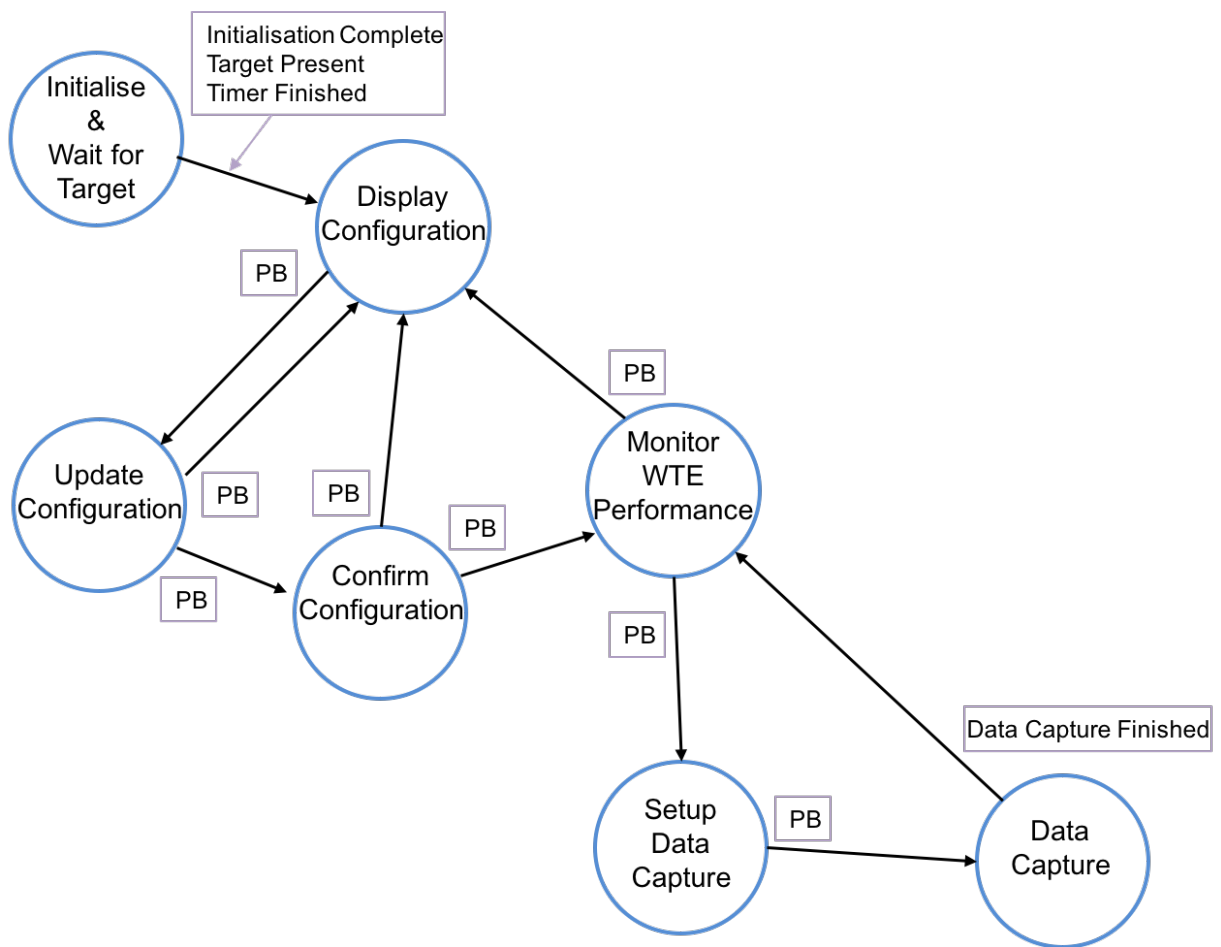 Initialisation Complete
Target Present
Timer Finished
Initialise
&
Wait for
Target
Display
Configuration
PB
PB
Monitor
WTE
Performance
Update
Configuration
PB
PB
PB
Confirm
Configuration
PB
PB
Data Capture Finished
Setup
Data
Capture
PB
Data
Capture